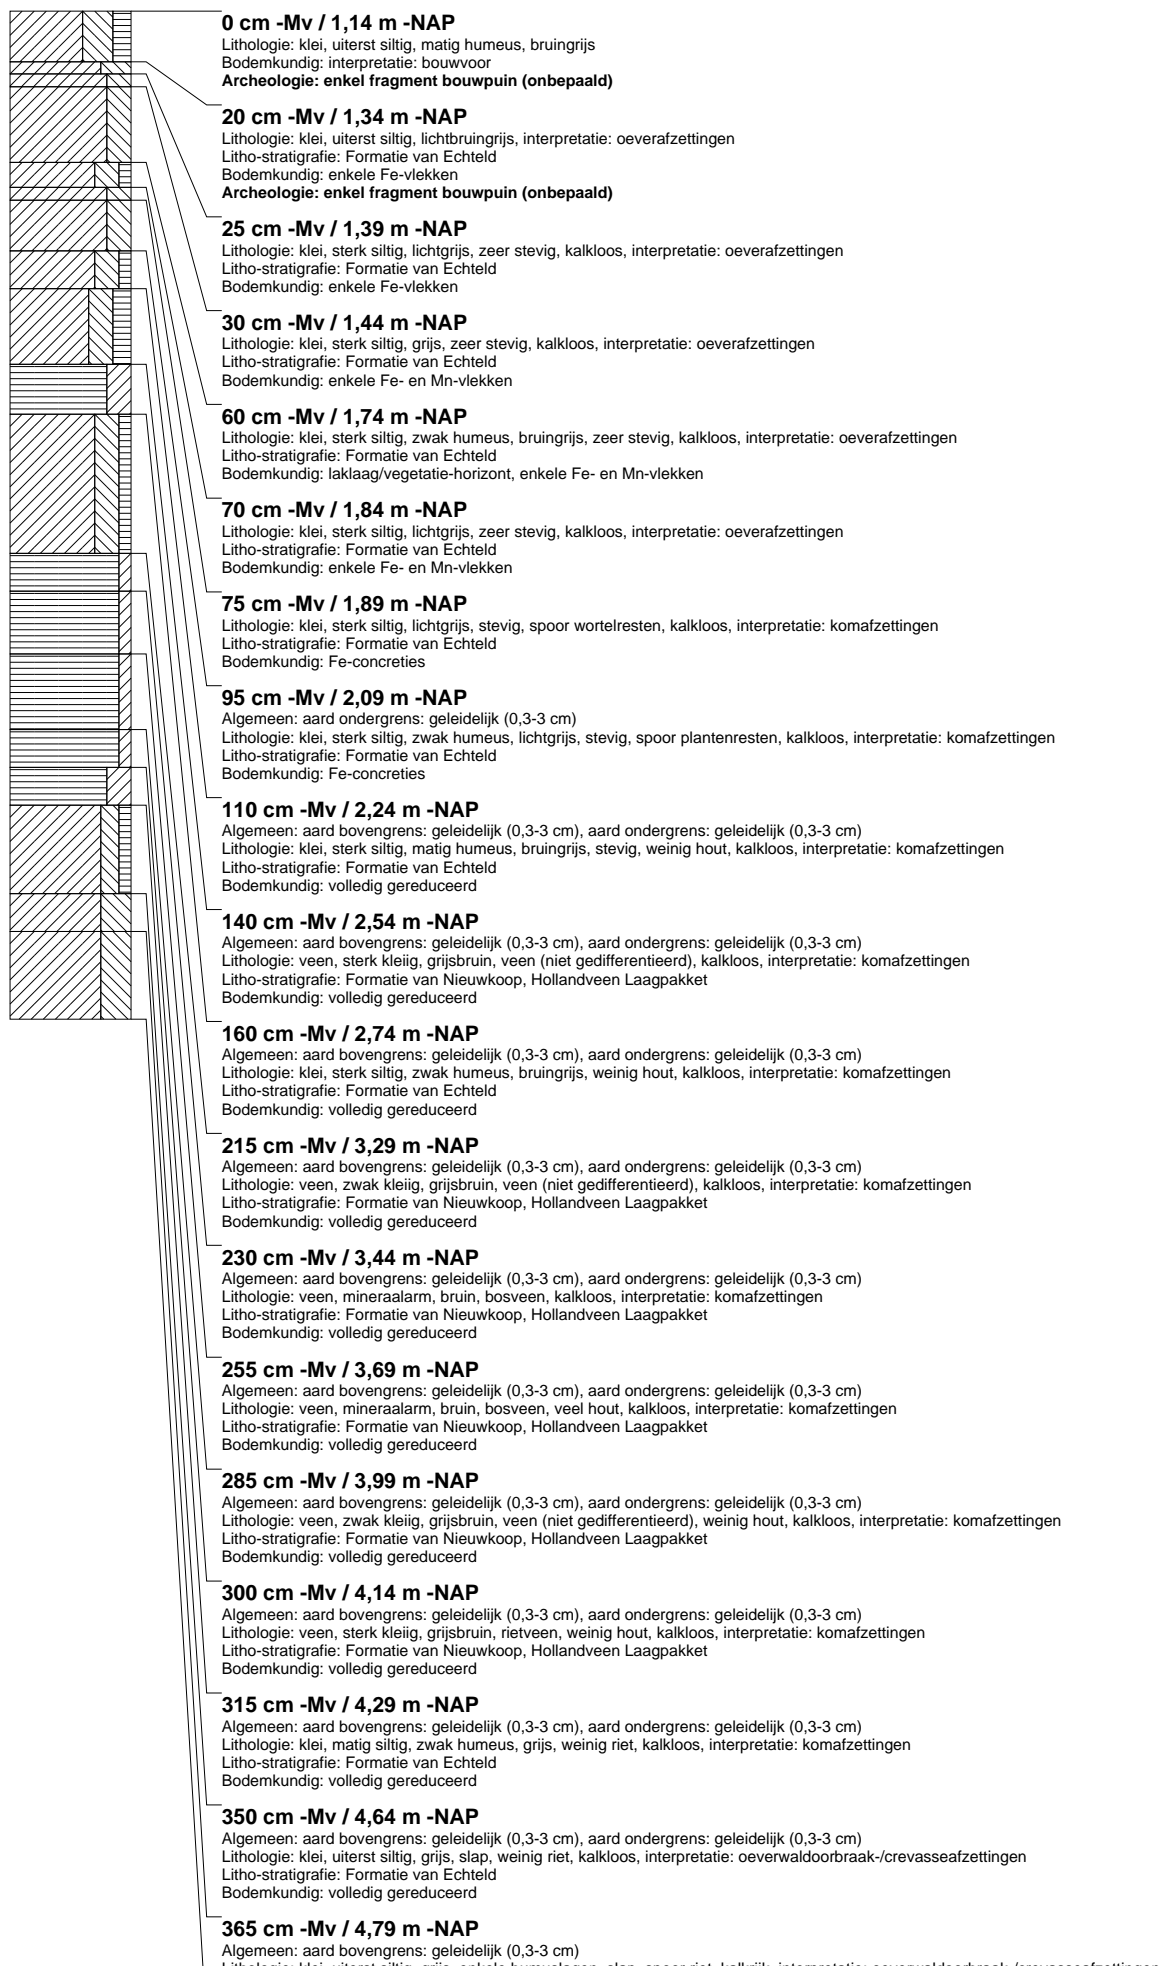 0 cm -Mv / 1,14 m -NAP
Lithologie: klei, uiterst siltig, matig humeus, bruingrijs
Bodemkundig: interpretatie: bouwvoor
Archeologie: enkel fragment bouwpuin (onbepaald)
20 cm -Mv / 1,34 m -NAP
Lithologie: klei, uiterst siltig, lichtbruingrijs, interpretatie: oeverafzettingen
Litho-stratigrafie: Formatie van Echteld
Bodemkundig: enkele Fe-vlekken
Archeologie: enkel fragment bouwpuin (onbepaald)
25 cm -Mv / 1,39 m -NAP
Lithologie: klei, sterk siltig, lichtgrijs, zeer stevig, kalkloos, interpretatie: oeverafzettingen
Litho-stratigrafie: Formatie van Echteld
Bodemkundig: enkele Fe-vlekken
30 cm -Mv / 1,44 m -NAP
Lithologie: klei, sterk siltig, grijs, zeer stevig, kalkloos, interpretatie: oeverafzettingen
Litho-stratigrafie: Formatie van Echteld
Bodemkundig: enkele Fe- en Mn-vlekken
60 cm -Mv / 1,74 m -NAP
Lithologie: klei, sterk siltig, zwak humeus, bruingrijs, zeer stevig, kalkloos, interpretatie: oeverafzettingen
Litho-stratigrafie: Formatie van Echteld
Bodemkundig: laklaag/vegetatie-horizont, enkele Fe- en Mn-vlekken
70 cm -Mv / 1,84 m -NAP
Lithologie: klei, sterk siltig, lichtgrijs, zeer stevig, kalkloos, interpretatie: oeverafzettingen
Litho-stratigrafie: Formatie van Echteld
Bodemkundig: enkele Fe- en Mn-vlekken
75 cm -Mv / 1,89 m -NAP
Lithologie: klei, sterk siltig, lichtgrijs, stevig, spoor wortelresten, kalkloos, interpretatie: komafzettingen
Litho-stratigrafie: Formatie van Echteld
Bodemkundig: Fe-concreties
95 cm -Mv / 2,09 m -NAP
Algemeen: aard ondergrens: geleidelijk (0,3-3 cm)
Lithologie: klei, sterk siltig, zwak humeus, lichtgrijs, stevig, spoor plantenresten, kalkloos, interpretatie: komafzettingen
Litho-stratigrafie: Formatie van Echteld
Bodemkundig: Fe-concreties
110 cm -Mv / 2,24 m -NAP
Algemeen: aard bovengrens: geleidelijk (0,3-3 cm), aard ondergrens: geleidelijk (0,3-3 cm)
Lithologie: klei, sterk siltig, matig humeus, bruingrijs, stevig, weinig hout, kalkloos, interpretatie: komafzettingen
Litho-stratigrafie: Formatie van Echteld
Bodemkundig: volledig gereduceerd
140 cm -Mv / 2,54 m -NAP
Algemeen: aard bovengrens: geleidelijk (0,3-3 cm), aard ondergrens: geleidelijk (0,3-3 cm)
Lithologie: veen, sterk kleiig, grijsbruin, veen (niet gedifferentieerd), kalkloos, interpretatie: komafzettingen
Litho-stratigrafie: Formatie van Nieuwkoop, Hollandveen Laagpakket
Bodemkundig: volledig gereduceerd
160 cm -Mv / 2,74 m -NAP
Algemeen: aard bovengrens: geleidelijk (0,3-3 cm), aard ondergrens: geleidelijk (0,3-3 cm)
Lithologie: klei, sterk siltig, zwak humeus, bruingrijs, weinig hout, kalkloos, interpretatie: komafzettingen
Litho-stratigrafie: Formatie van Echteld
Bodemkundig: volledig gereduceerd
215 cm -Mv / 3,29 m -NAP
Algemeen: aard bovengrens: geleidelijk (0,3-3 cm), aard ondergrens: geleidelijk (0,3-3 cm)
Lithologie: veen, zwak kleiig, grijsbruin, veen (niet gedifferentieerd), kalkloos, interpretatie: komafzettingen
Litho-stratigrafie: Formatie van Nieuwkoop, Hollandveen Laagpakket
Bodemkundig: volledig gereduceerd
230 cm -Mv / 3,44 m -NAP
Algemeen: aard bovengrens: geleidelijk (0,3-3 cm), aard ondergrens: geleidelijk (0,3-3 cm)
Lithologie: veen, mineraalarm, bruin, bosveen, kalkloos, interpretatie: komafzettingen
Litho-stratigrafie: Formatie van Nieuwkoop, Hollandveen Laagpakket
Bodemkundig: volledig gereduceerd
255 cm -Mv / 3,69 m -NAP
Algemeen: aard bovengrens: geleidelijk (0,3-3 cm), aard ondergrens: geleidelijk (0,3-3 cm)
Lithologie: veen, mineraalarm, bruin, bosveen, veel hout, kalkloos, interpretatie: komafzettingen
Litho-stratigrafie: Formatie van Nieuwkoop, Hollandveen Laagpakket
Bodemkundig: volledig gereduceerd
285 cm -Mv / 3,99 m -NAP
Algemeen: aard bovengrens: geleidelijk (0,3-3 cm), aard ondergrens: geleidelijk (0,3-3 cm)
Lithologie: veen, zwak kleiig, grijsbruin, veen (niet gedifferentieerd), weinig hout, kalkloos, interpretatie: komafzettingen
Litho-stratigrafie: Formatie van Nieuwkoop, Hollandveen Laagpakket
Bodemkundig: volledig gereduceerd
300 cm -Mv / 4,14 m -NAP
Algemeen: aard bovengrens: geleidelijk (0,3-3 cm), aard ondergrens: geleidelijk (0,3-3 cm)
Lithologie: veen, sterk kleiig, grijsbruin, rietveen, weinig hout, kalkloos, interpretatie: komafzettingen
Litho-stratigrafie: Formatie van Nieuwkoop, Hollandveen Laagpakket
Bodemkundig: volledig gereduceerd
315 cm -Mv / 4,29 m -NAP
Algemeen: aard bovengrens: geleidelijk (0,3-3 cm), aard ondergrens: geleidelijk (0,3-3 cm)
Lithologie: klei, matig siltig, zwak humeus, grijs, weinig riet, kalkloos, interpretatie: komafzettingen
Litho-stratigrafie: Formatie van Echteld
Bodemkundig: volledig gereduceerd
350 cm -Mv / 4,64 m -NAP
Algemeen: aard bovengrens: geleidelijk (0,3-3 cm), aard ondergrens: geleidelijk (0,3-3 cm)
Lithologie: klei, uiterst siltig, grijs, slap, weinig riet, kalkloos, interpretatie: oeverwaldoorbraak-/crevasseafzettingen
Litho-stratigrafie: Formatie van Echteld
Bodemkundig: volledig gereduceerd
365 cm -Mv / 4,79 m -NAP
Algemeen: aard bovengrens: geleidelijk (0,3-3 cm)
Lithologie: klei, uiterst siltig, grijs, enkele humuslagen, slap, spoor riet, kalkrijk, interpretatie: oeverwaldoorbraak-/crevasseafzettingen